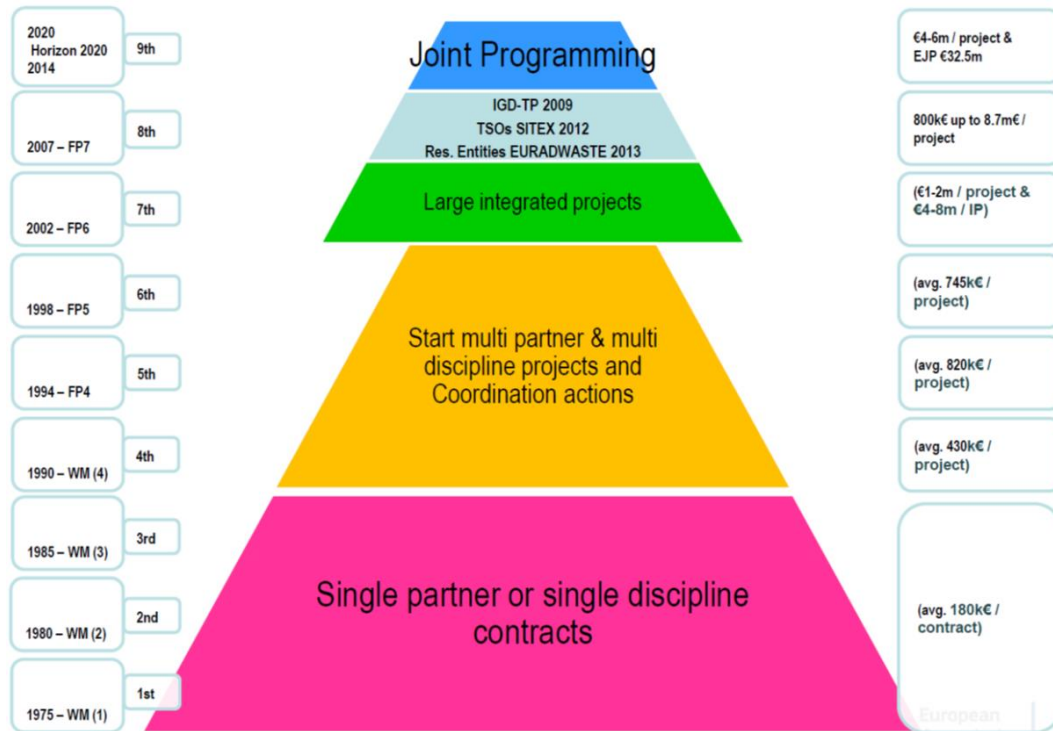 2020
Horizon 2020
2014
9th
Joint Programming
€4-6m / project &
EJP €32.5m
2007 – FP7
8th
IGD-TP 2009
TSOs SITEX 2012
Res. Entities EURADWASTE 2013
800k€ up to 8.7m€ /
project
2002 – FP6
7th
Large integrated projects
(€1-2m / project &
€4-8m / IP)
1998 – FP5
6th
(avg. 745k€ /
project)
Start multi partner & multi
discipline projects and
Coordination actions
1994 – FP4
5th
(avg. 820k€ /
project)
1990 – WM (4)
4th
(avg. 430k€ /
project)
1985 – WM (3)
3rd
Single partner or single discipline
contracts
1980 – WM (2)
2nd
(avg. 180k€ /
contract)
1975 – WM (1)
1st
European